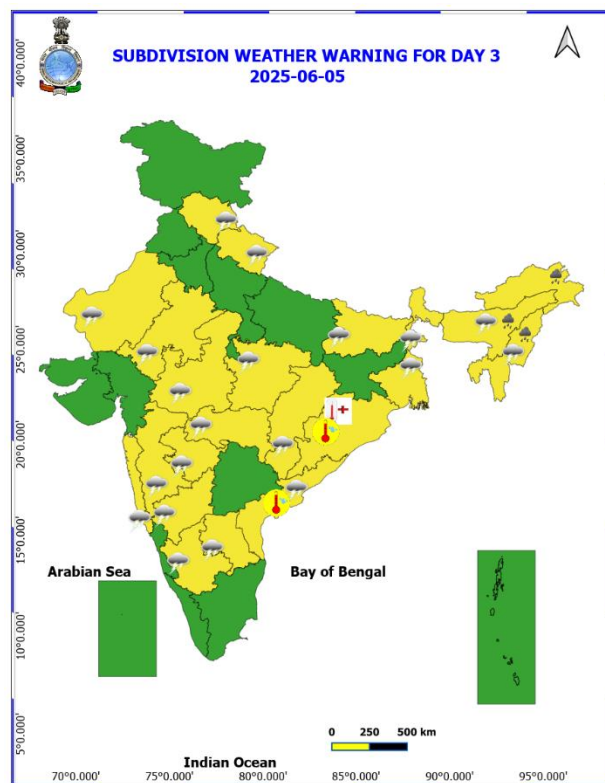 SUBDIVISION WEATHER WARNING FOR DAY 3
2025-06-05
40°0.000'
35°0.000'
30°0.000'
25°0.000'
20°0.000'
15°0.000'
10°0.000'
5°0.000'
Arabian Sea
Bay of Bengal
0 250 500 km
Indian Ocean
70°0.000' 75°0.000' 80°0.000' 85°0.000' 90°0.000' 95°0.000'